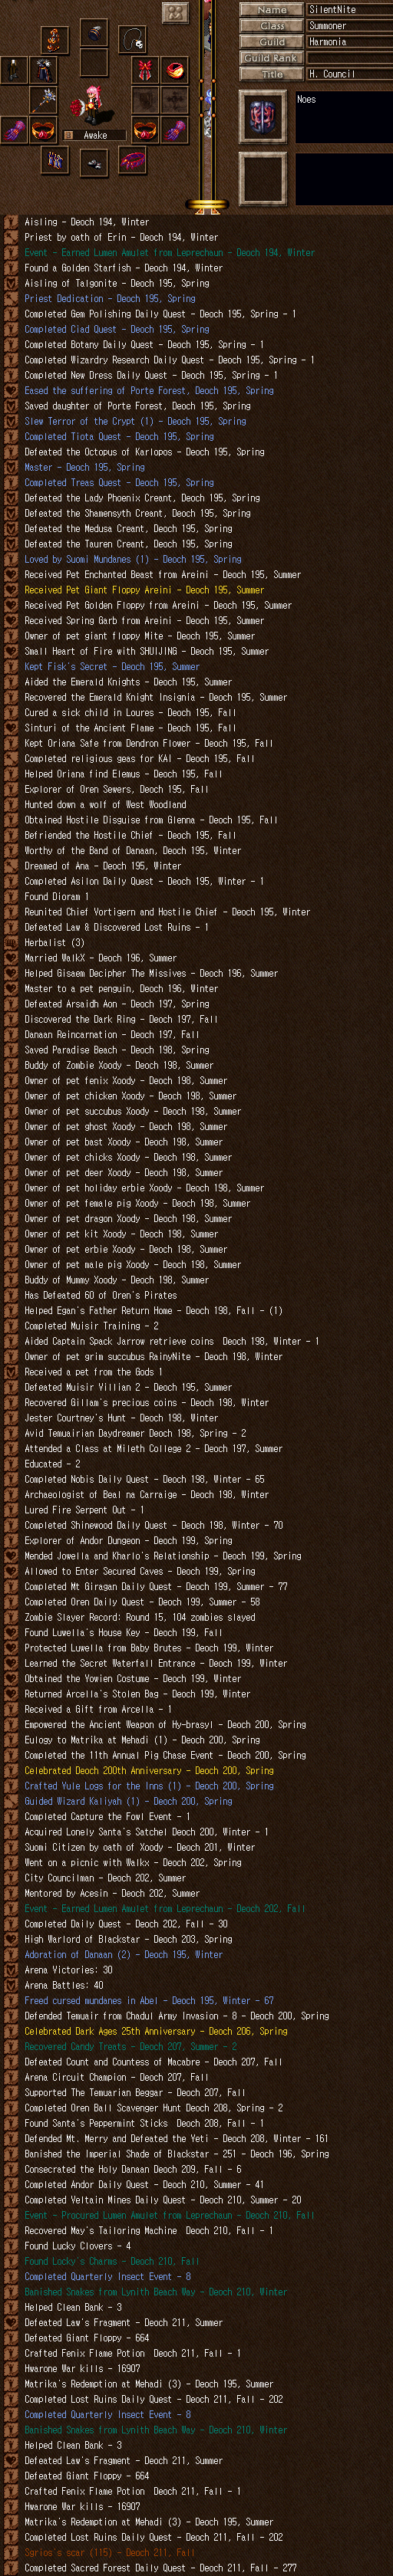 Name SilentNite
Class Summoner
Guild Harmonia
Guild Rank
Title H. Council
Noes
Awake
Aisling - Deoch 194, Winter
Priest by oath of Erin - Deoch 194, Winter
Event - Earned Lumen Amulet from Leprechaun - Deoch 194, Winter
Found a Golden Starfish - Deoch 194, Winter
Aisling of Talgonite - Deoch 195, Spring
Priest Dedication - Deoch 195, Spring
Completed Gem Polishing Daily Quest - Deoch 195, Spring - 1
Completed Ciad Quest - Deoch 195, Spring
Completed Botany Daily Quest - Deoch 195, Spring - 1
Completed Wizardry Research Daily Quest - Deoch 195, Spring - 1
Completed New Dress Daily Quest - Deoch 195, Spring - 1
Eased the suffering of Porte Forest, Deoch 195, Spring
Saved daughter of Porte Forest, Deoch 195, Spring
Slew Terror of the Crypt (1) - Deoch 195, Spring
Completed Tiota Quest - Deoch 195, Spring
Defeated the Octopus of Karlopos - Deoch 195, Spring
Master - Deoch 195, Spring
Completed Treas Quest - Deoch 195, Spring
Defeated the Lady Phoenix Creant, Deoch 195, Spring
Defeated the Shamensyth Creant, Deoch 195, Spring
Defeated the Medusa Creant, Deoch 195, Spring
Defeated the Tauren Creant, Deoch 195, Spring
Loved by Suomi Mundanes (1) - Deoch 195, Spring
Received Pet Enchanted Beast from Areini - Deoch 195, Summer
Received Pet Giant Floppy Areini - Deoch 195, Summer
Received Pet Golden Floppy from Areini - Deoch 195, Summer
Received Spring Garb from Areini - Deoch 195, Summer
Owner of pet giant floppy Mite - Deoch 195, Summer
Small Heart of Fire with SHUIJING - Deoch 195, Summer
Kept Fisk's Secret - Deoch 195, Summer
Aided the Emerald Knights - Deoch 195, Summer
Recovered the Emerald Knight Insignia - Deoch 195, Summer
Cured a sick child in Loures - Deoch 195, Fall
Sinturi of the Ancient Flame - Deoch 195, Fall
Kept Oriana Safe from Dendron Flower - Deoch 195, Fall
Completed religious geas for KAI - Deoch 195, Fall
Helped Oriana find Elemus - Deoch 195, Fall
Explorer of Oren Sewers, Deoch 195, Fall
Hunted down a wolf of West Woodland
Obtained Hostile Disguise from Glenna - Deoch 195, Fall
Befriended the Hostile Chief - Deoch 195, Fall
Worthy of the Band of Danaan, Deoch 195, Winter
Dreamed of Ana - Deoch 195, Winter
Completed Asilon Daily Quest - Deoch 195, Winter - 1
Found Dioram 1
Reunited Chief Vortigern and Hostile Chief - Deoch 195, Winter
Defeated Law & Discovered Lost Ruins - 1
Herbalist (3)
Married WalkX - Deoch 196, Summer
Helped Gisaem Decipher The Missives - Deoch 196, Summer
Master to a pet penguin, Deoch 196, Winter
Defeated Arsaidh Aon - Deoch 197, Spring
Discovered the Dark Ring - Deoch 197, Fall
Danaan Reincarnation - Deoch 197, Fall
Saved Paradise Beach - Deoch 198, Spring
Buddy of Zombie Xoody - Deoch 198, Summer
Owner of pet fenix Xoody - Deoch 198, Summer
Owner of pet chicken Xoody - Deoch 198, Summer
Owner of pet succubus Xoody - Deoch 198, Summer
Owner of pet ghost Xoody - Deoch 198, Summer
Owner of pet bast Xoody - Deoch 198, Summer
Owner of pet chicks Xoody - Deoch 198, Summer
Owner of pet deer Xoody - Deoch 198, Summer
Owner of pet holiday erbie Xoody - Deoch 198, Summer
Owner of pet female pig Xoody - Deoch 198, Summer
Owner of pet dragon Xoody - Deoch 198, Summer
Owner of pet kit Xoody - Deoch 198, Summer
Owner of pet erbie Xoody - Deoch 198, Summer
Owner of pet male pig Xoody - Deoch 198, Summer
Buddy of Mummy Xoody - Deoch 198, Summer
Has Defeated 60 of Oren's Pirates
Helped Egan's Father Return Home - Deoch 198, Fall - (1)
Completed Muisir Training - 2
Aided Captain Spack Jarrow retrieve coins  Deoch 198, Winter - 1
Owner of pet grim succubus RainyNite - Deoch 198, Winter
Received a pet from the Gods 1
Defeated Muisir Villian 2 - Deoch 195, Summer
Recovered Gillam's precious coins - Deoch 198, Winter
Jester Courtney's Hunt - Deoch 198, Winter
Avid Temuairian Daydreamer Deoch 198, Spring - 2
Attended a Class at Mileth College 2 - Deoch 197, Summer
Educated - 2
Completed Nobis Daily Quest - Deoch 198, Winter - 65
Archaeologist of Beal na Carraige - Deoch 198, Winter
Lured Fire Serpent Out - 1
Completed Shinewood Daily Quest - Deoch 198, Winter - 70
Explorer of Andor Dungeon - Deoch 199, Spring
Mended Jowella and Kharlo's Relationship - Deoch 199, Spring
Allowed to Enter Secured Caves - Deoch 199, Spring
Completed Mt Giragan Daily Quest - Deoch 199, Summer - 77
Completed Oren Daily Quest - Deoch 199, Summer - 58
Zombie Slayer Record: Round 15, 104 zombies slayed
Found Luwella's House Key - Deoch 199, Fall
Protected Luwella from Baby Brutes - Deoch 199, Winter
Learned the Secret Waterfall Entrance - Deoch 199, Winter
Obtained the Yowien Costume - Deoch 199, Winter
Returned Arcella's Stolen Bag - Deoch 199, Winter
Received a Gift from Arcella - 1
Empowered the Ancient Weapon of Hy-brasyl - Deoch 200, Spring
Eulogy to Matrika at Mehadi (1) - Deoch 200, Spring
Completed the 11th Annual Pig Chase Event - Deoch 200, Spring
Celebrated Deoch 200th Anniversary - Deoch 200, Spring
Crafted Yule Logs for the Inns (1) - Deoch 200, Spring
Guided Wizard Kaliyah (1) - Deoch 200, Spring
Completed Capture the Fowl Event - 1
Acquired Lonely Santa's Satchel Deoch 200, Winter - 1
Suomi Citizen by oath of Xoody - Deoch 201, Winter
Went on a picnic with Walkx - Deoch 202, Spring
City Councilman - Deoch 202, Summer
Mentored by Acesin - Deoch 202, Summer
Event - Earned Lumen Amulet from Leprechaun - Deoch 202, Fall
Completed Daily Quest - Deoch 202, Fall - 30
High Warlord of Blackstar - Deoch 203, Spring
Adoration of Danaan (2) - Deoch 195, Winter
Arena Victories: 30
Arena Battles: 40
Freed cursed mundanes in Abel - Deoch 195, Winter - 67
Defended Temuair from Chadul Army Invasion - 8 - Deoch 200, Spring
Celebrated Dark Ages 25th Anniversary - Deoch 206, Spring
Recovered Candy Treats - Deoch 207, Summer - 2
Defeated Count and Countess of Macabre - Deoch 207, Fall
Arena Circuit Champion - Deoch 207, Fall
Supported The Temuarian Beggar - Deoch 207, Fall
Completed Oren Ball Scavenger Hunt Deoch 208, Spring - 2
Found Santa's Peppermint Sticks  Deoch 208, Fall - 1
Defended Mt. Merry and Defeated the Yeti - Deoch 208, Winter - 161
Banished the Imperial Shade of Blackstar - 251 - Deoch 196, Spring
Consecrated the Holy Danaan Deoch 209, Fall - 6
Completed Andor Daily Quest - Deoch 210, Summer - 41
Completed Veltain Mines Daily Quest - Deoch 210, Summer - 20
Event - Procured Lumen Amulet from Leprechaun - Deoch 210, Fall
Recovered May's Tailoring Machine  Deoch 210, Fall - 1
Found Lucky Clovers - 4
Found Locky's Charms - Deoch 210, Fall
Completed Quarterly Insect Event - 8
Banished Snakes from Lynith Beach Way - Deoch 210, Winter
Helped Clean Bank - 3
Defeated Law's Fragment - Deoch 211, Summer
Defeated Giant Floppy - 664
Crafted Fenix Flame Potion  Deoch 211, Fall - 1
Hwarone War kills - 16907
Matrika's Redemption at Mehadi (3) - Deoch 195, Summer
Completed Lost Ruins Daily Quest - Deoch 211, Fall - 202
Completed Quarterly Insect Event - 8
Banished Snakes from Lynith Beach Way - Deoch 210, Winter
Helped Clean Bank - 3
Defeated Law's Fragment - Deoch 211, Summer
Defeated Giant Floppy - 664
Crafted Fenix Flame Potion  Deoch 211, Fall - 1
Hwarone War kills - 16907
Matrika's Redemption at Mehadi (3) - Deoch 195, Summer
Completed Lost Ruins Daily Quest - Deoch 211, Fall - 202
Sgrios's scar (115) - Deoch 211, Fall
Completed Sacred Forest Daily Quest - Deoch 211, Fall - 277